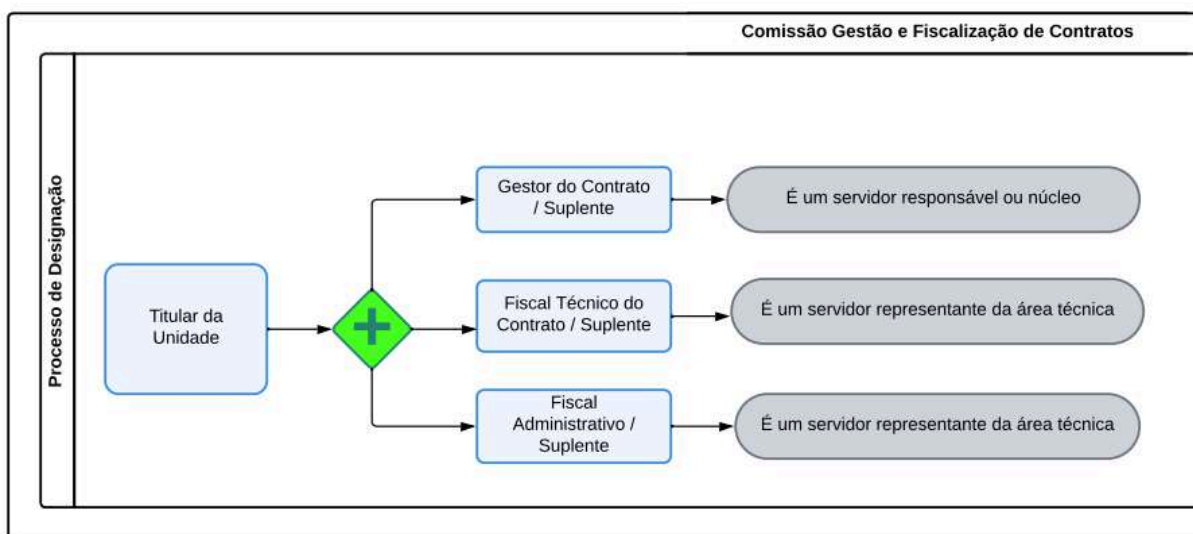 Comissão Gestão e Fiscalização de Contratos
Processo de Designação
Titular da
Unidade
Gestor do Contrato
/ Suplente
É um servidor responsável ou núcleo
Fiscal Técnico do
Contrato / Suplente
É um servidor representante da área técnica
Fiscal
Administrativo /
Suplente
É um servidor representante da área técnica